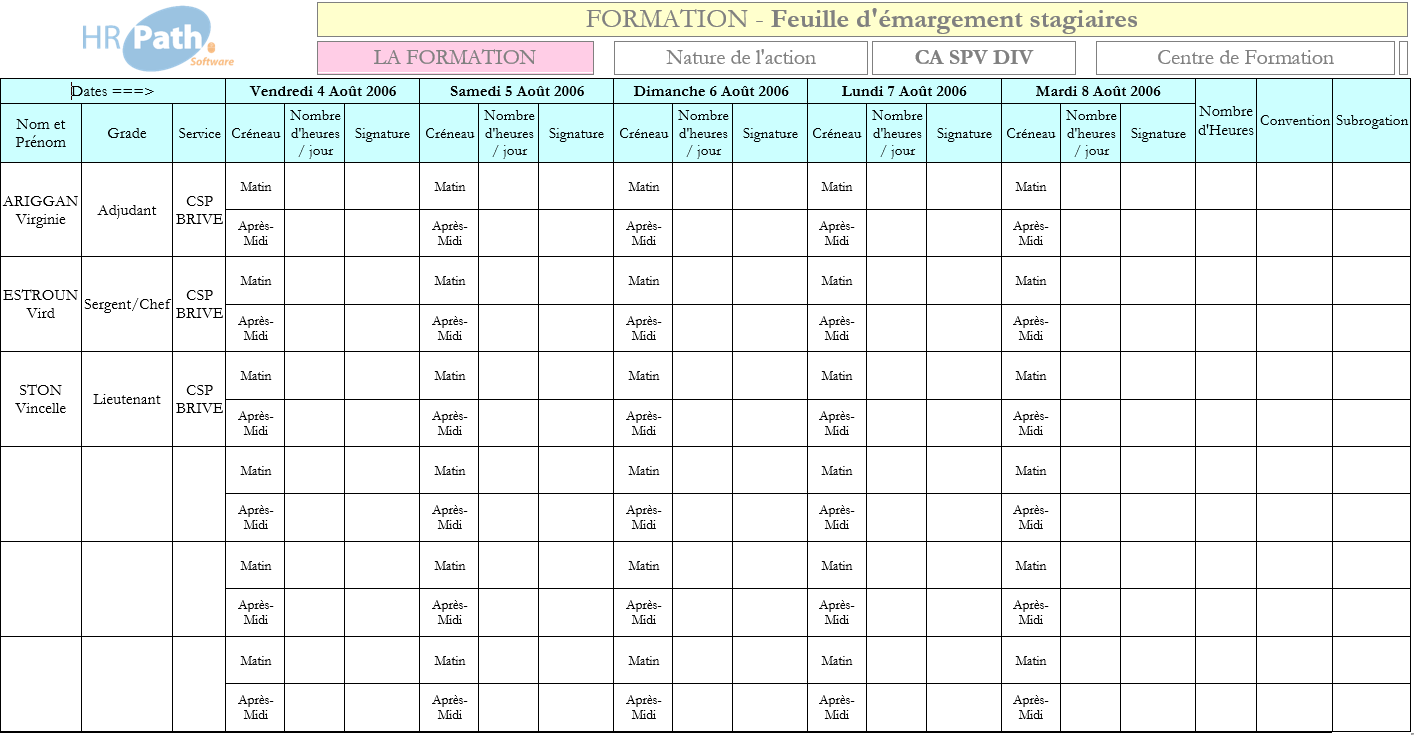 HR Path
Software
FORMATION - Feuille d'émargement stagiaires
LA FORMATION Nature de l'action CA SPV DIV Centre de Formation
Dates ===> Vendredi 4 Août 2006 Samedi 5 Août 2006 Dimanche 6 Août 2006 Lundi 7 Août 2006 Mardi 8 Août 2006
Nom et Prénom Grade Service Créneau Nombre d'heures / jour Signature Créneau Nombre d'heures / jour Signature Créneau Nombre d'heures / jour Signature Créneau Nombre d'heures / jour Signature Créneau Nombre d'heures / jour Signature Nombre d'Heures Convention Subrogation
ARIGGAN Virginie Adjudant CSP BRIVE Matin Matin Matin Matin Matin
Après-Midi Après-Midi Après-Midi Après-Midi Après-Midi
ESTROUN Vird Sergent/Chef CSP BRIVE Matin Matin Matin Matin Matin
Après-Midi Après-Midi Après-Midi Après-Midi Après-Midi
STON Vincelle Lieutenant CSP BRIVE Matin Matin Matin Matin Matin
Après-Midi Après-Midi Après-Midi Après-Midi Après-Midi
Matin Matin Matin Matin Matin
Après-Midi Après-Midi Après-Midi Après-Midi Après-Midi
Matin Matin Matin Matin Matin
Après-Midi Après-Midi Après-Midi Après-Midi Après-Midi
Matin Matin Matin Matin Matin
Après-Midi Après-Midi Après-Midi Après-Midi Après-Midi